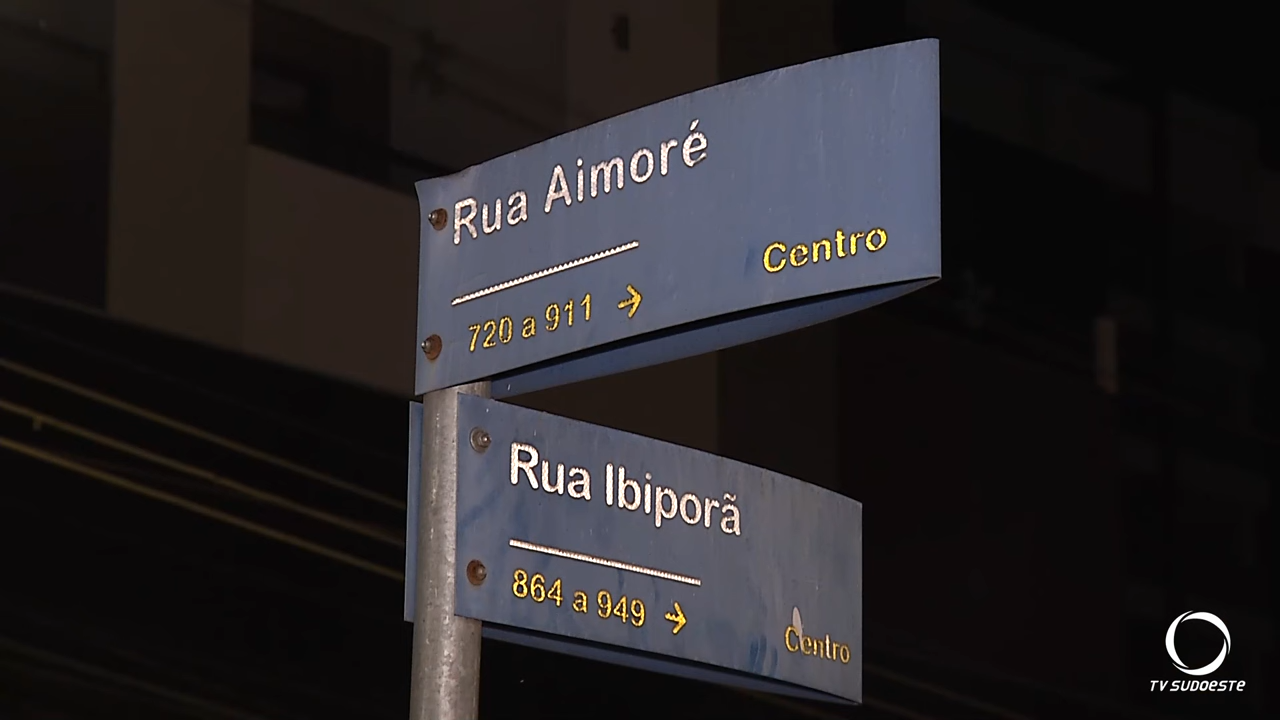 Rua Aimoré
Centro
720 a 911 →
Rua Ibiporã
864 a 949 →
Centro
TV SUDOESTE